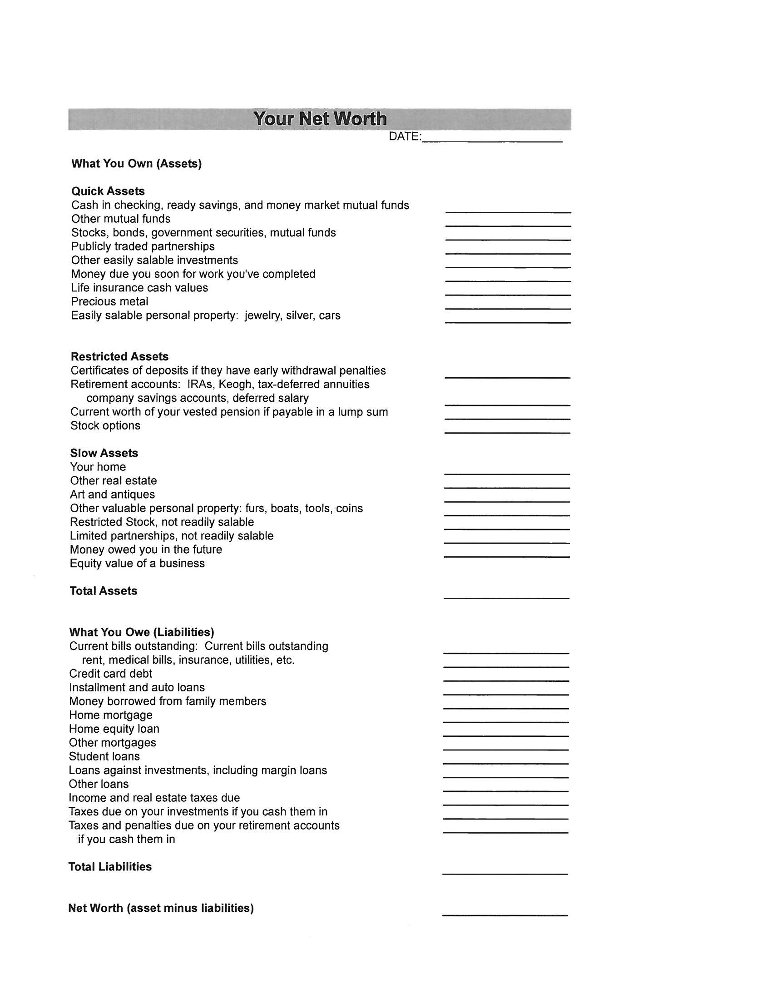 Your Net Worth
DATE:
What You Own (Assets)
Quick Assets
Cash in checking, ready savings, and money market mutual funds
Other mutual funds
Stocks, bonds, government securities, mutual funds
Publicly traded partnerships
Other easily salable investments
Money due you soon for work you've completed
Life insurance cash values
Precious metal
Easily salable personal property:  jewelry, silver, cars
Restricted Assets
Certificates of deposits if they have early withdrawal penalties
Retirement accounts:  IRAs, Keogh, tax-deferred annuities
company savings accounts, deferred salary
Current worth of your vested pension if payable in a lump sum
Stock options
Slow Assets
Your home
Other real estate
Art and antiques
Other valuable personal property: furs, boats, tools, coins
Restricted Stock, not readily salable
Limited partnerships, not readily salable
Money owed you in the future
Equity value of a business
Total Assets
What You Owe (Liabilities)
Current bills outstanding:  Current bills outstanding
rent, medical bills, insurance, utilities, etc.
Credit card debt
Installment and auto loans
Money borrowed from family members
Home mortgage
Home equity loan
Other mortgages
Student loans
Loans against investments, including margin loans
Other loans
Income and real estate taxes due
Taxes due on your investments if you cash them in
Taxes and penalties due on your retirement accounts
if you cash them in
Total Liabilities
Net Worth (asset minus liabilities)